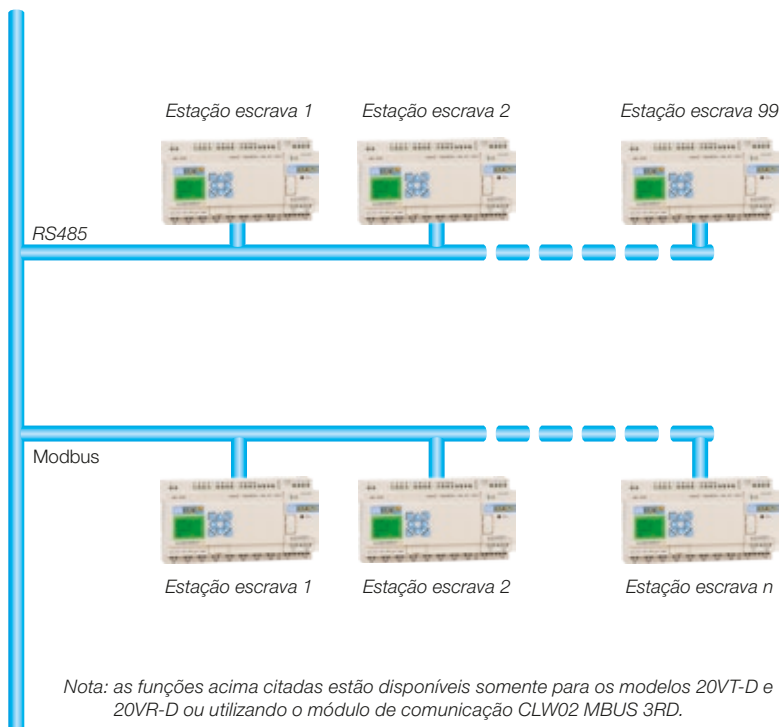 Estação escrava 1 Estação escrava 2 Estação escrava 99
RS485
Modbus
Estação escrava 1 Estação escrava 2 Estação escrava n
Nota: as funções acima citadas estão disponíveis somente para os modelos 20VT-D e
20VR-D ou utilizando o módulo de comunicação CLW02 MBUS 3RD.